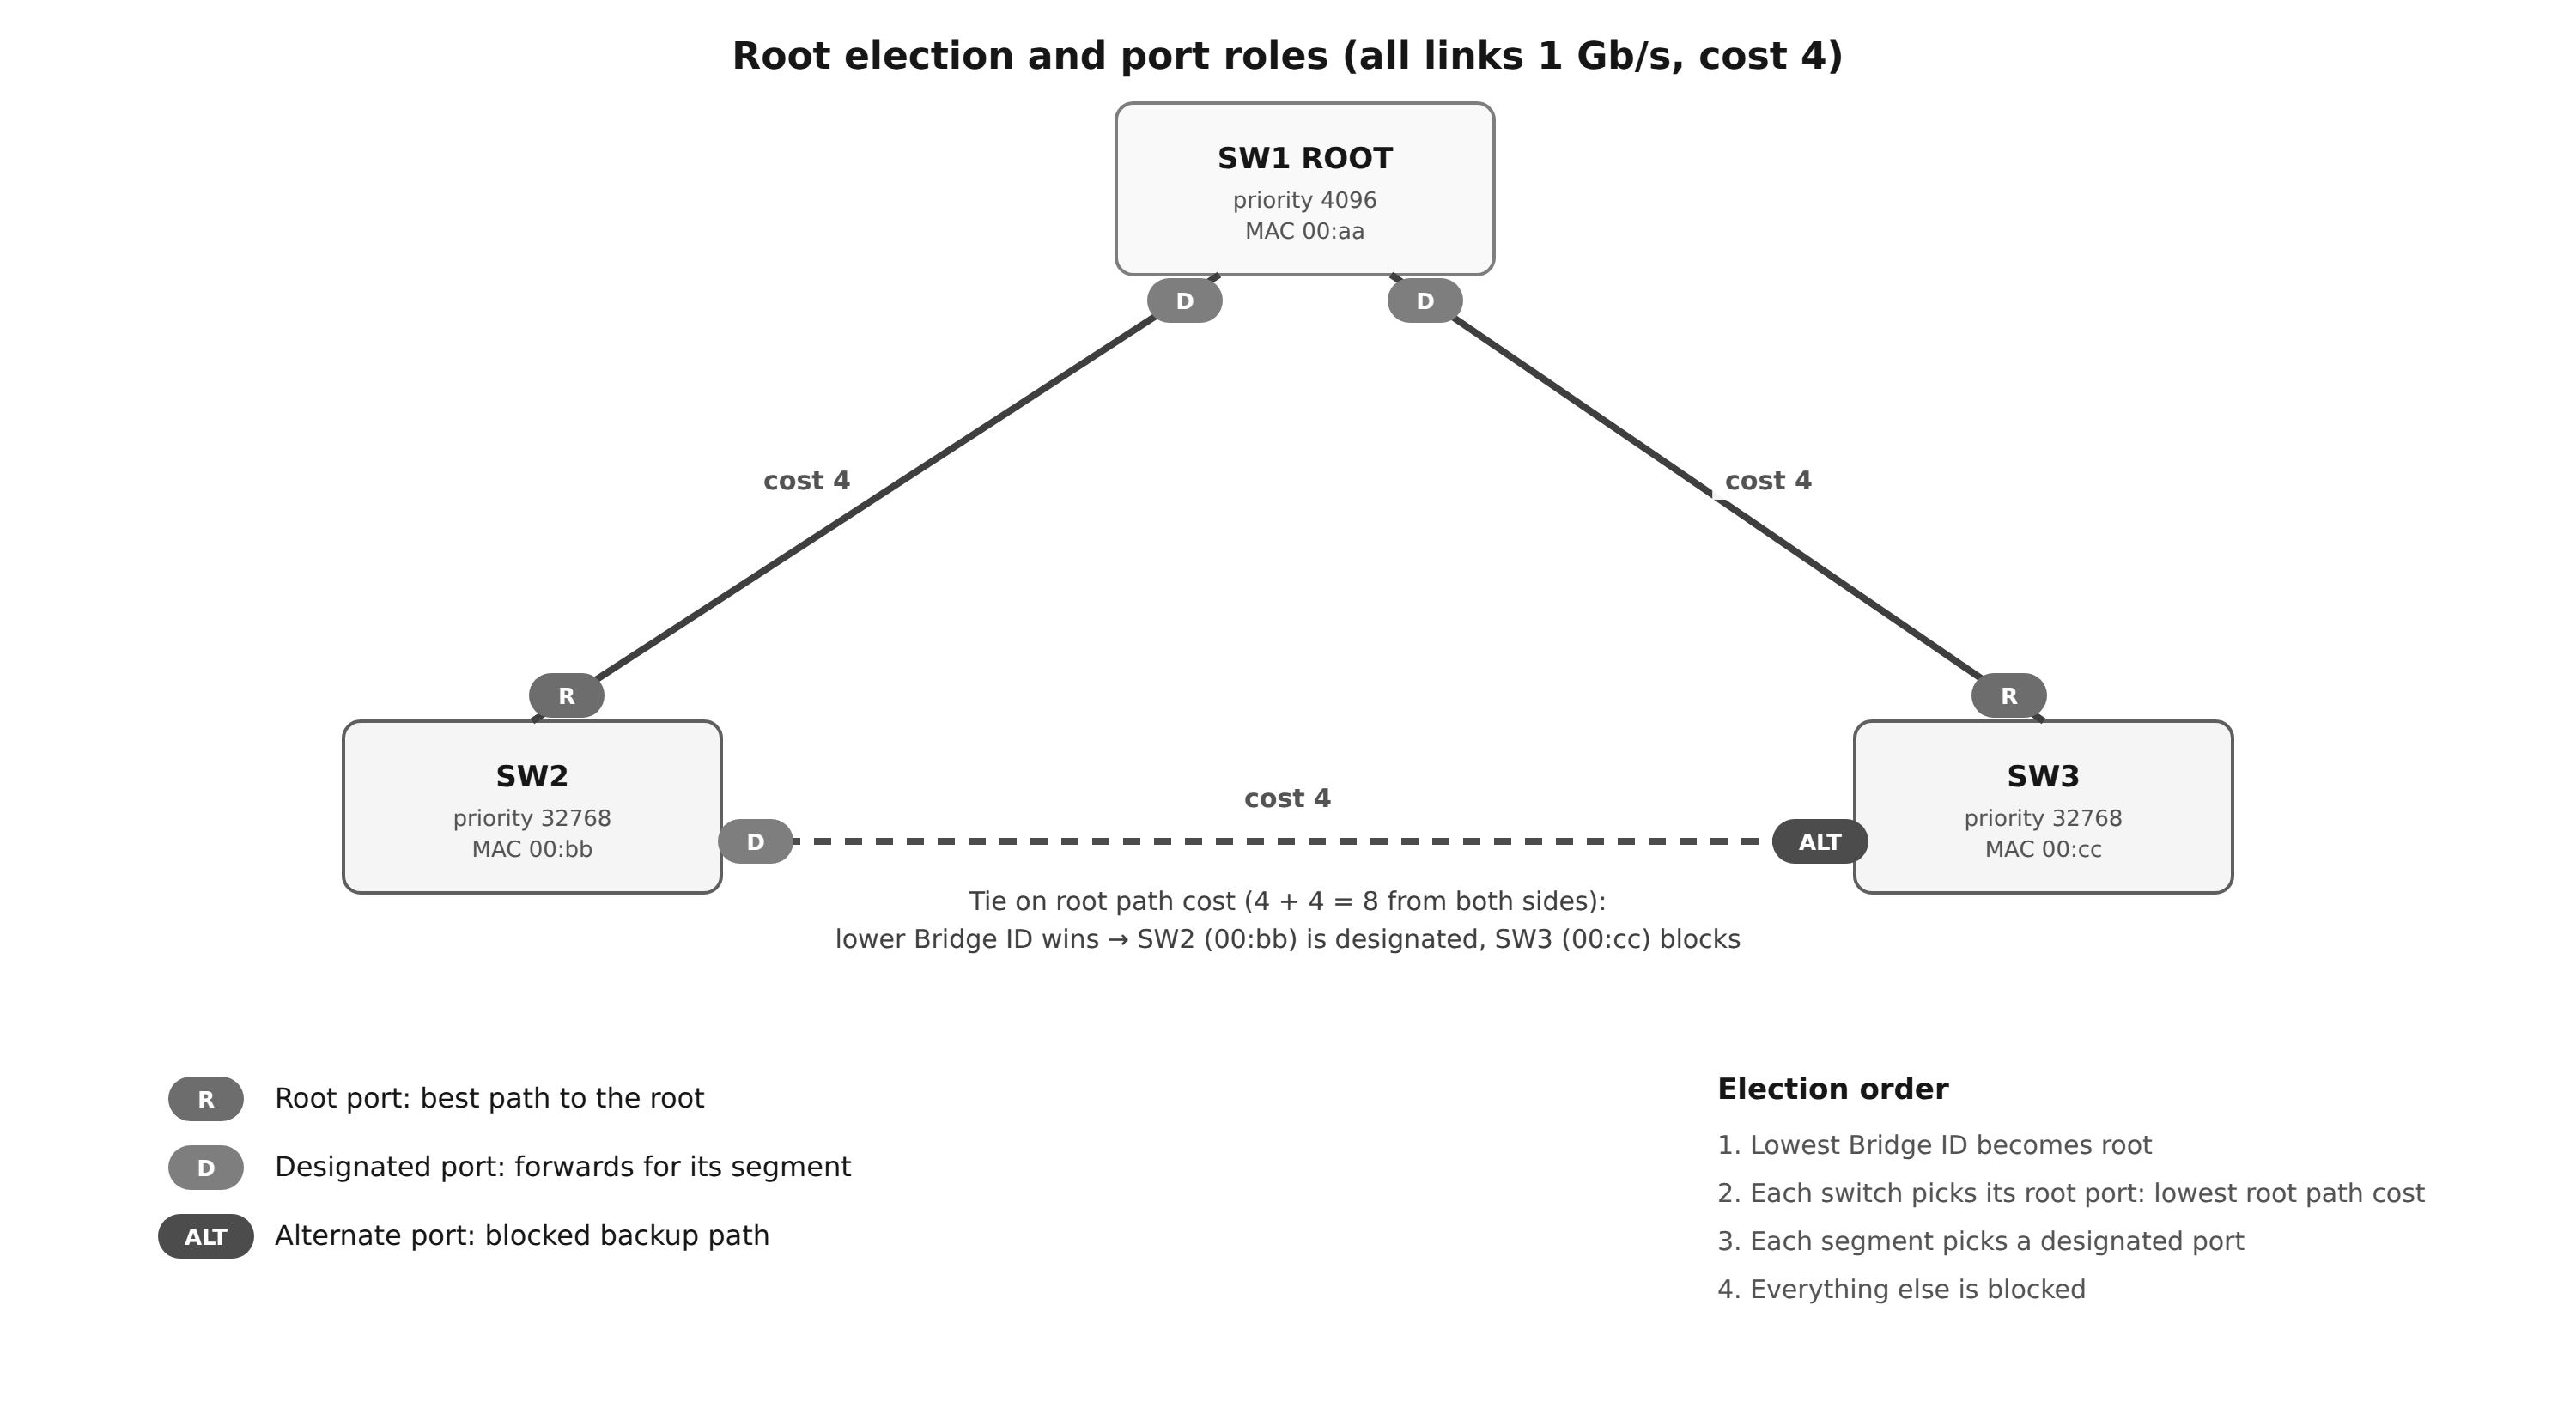 Root election and port roles (all links 1 Gb/s, cost 4)
SW1 ROOT
priority 4096
MAC 00:aa
D
D
cost 4
cost 4
R
R
SW2
priority 32768
MAC 00:bb
SW3
priority 32768
MAC 00:cc
cost 4
D
ALT
Tie on root path cost (4 + 4 = 8 from both sides):
lower Bridge ID wins → SW2 (00:bb) is designated, SW3 (00:cc) blocks
R Root port: best path to the root
D Designated port: forwards for its segment
ALT Alternate port: blocked backup path
Election order
1. Lowest Bridge ID becomes root
2. Each switch picks its root port: lowest root path cost
3. Each segment picks a designated port
4. Everything else is blocked